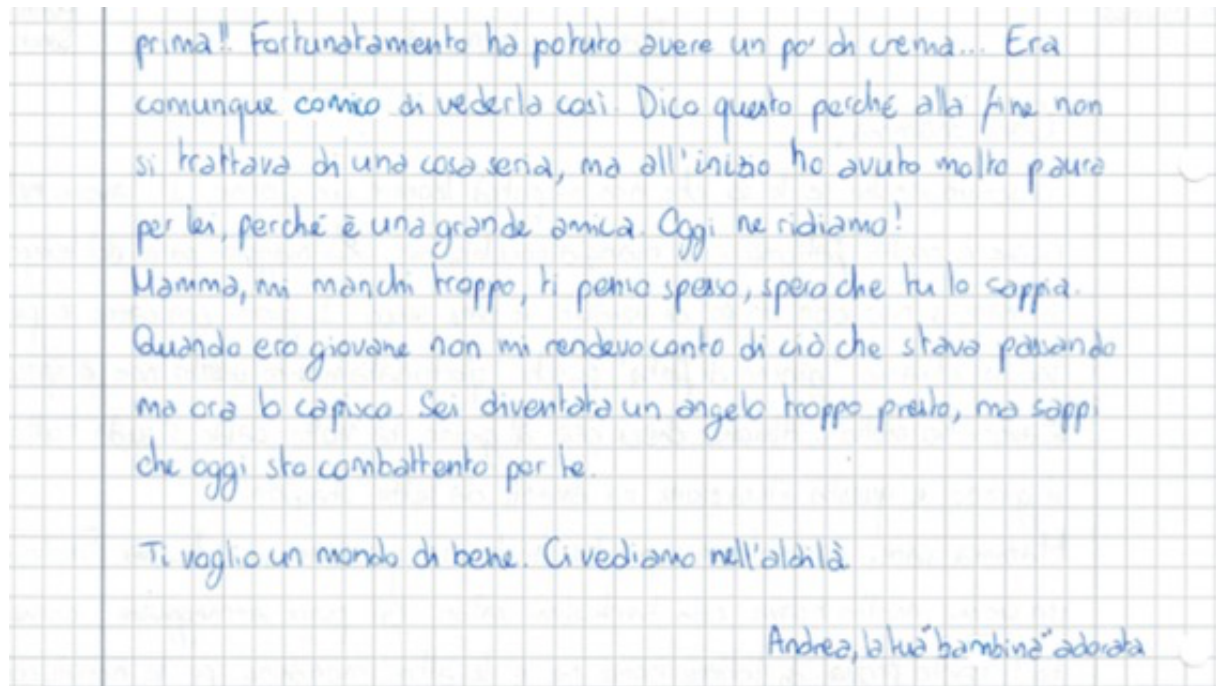 prima!! Fortunatamento ha potuto avere un po' di crema... Era
comunque comico di vederla così. Dico questo perché alla fine non
si trattava di una cosa seria, ma all'inizio ho avuto molto paura
per lei, perché è una grande amica. Oggi ne ridiamo!
Mamma, mi manchi troppo, ti penso spesso, spero che tu lo sappia.
Quando ero giovane non mi rendevo conto di ciò che stava passando
ma ora lo capisco. Sei diventata un angelo troppo presto, ma sappi
che oggi sto combattento per te.
Ti voglio un mondo di bene. Ci vediamo nell'aldilà.
Andrea, la tua "bambina" adorata